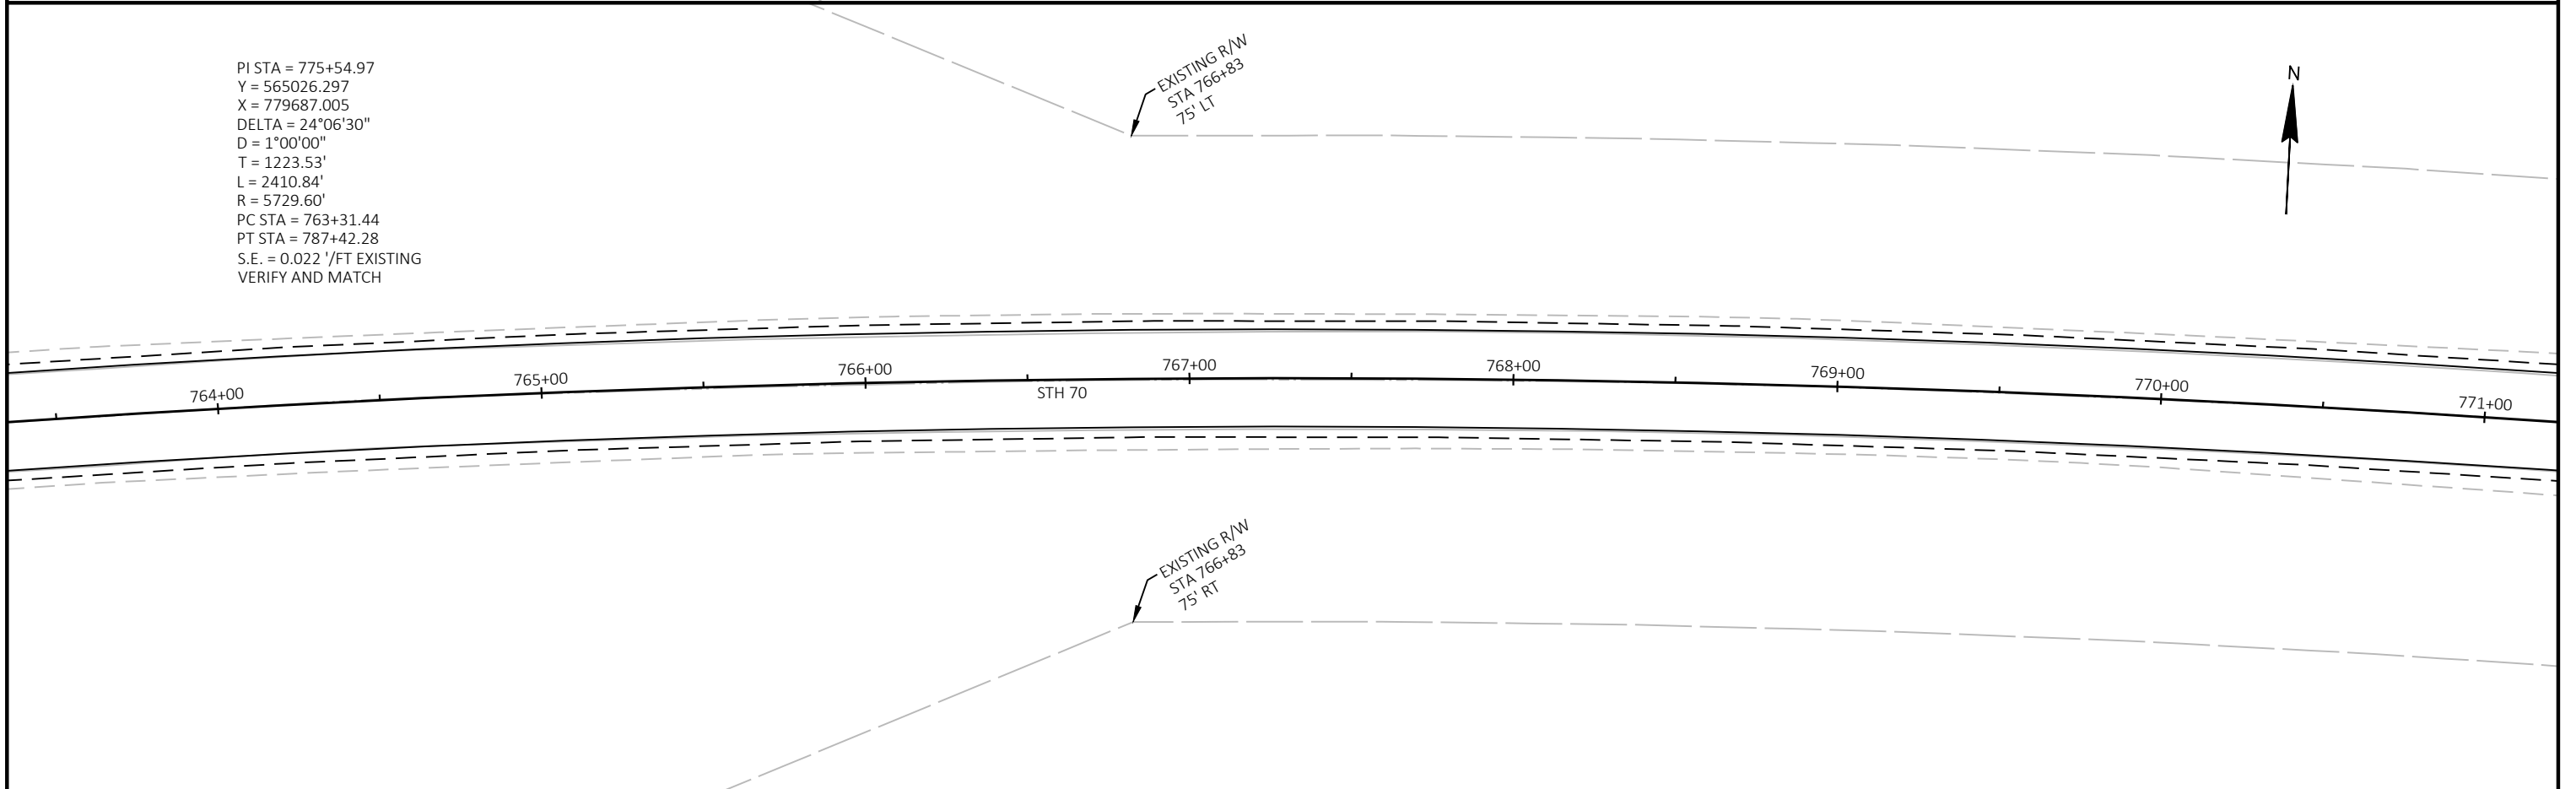 PI STA = 775+54.97
Y = 565026.297
X = 779687.005
DELTA = 24°06'30"
D = 1°00'00"
T = 1223.53'
L = 2410.84'
R = 5729.60'
PC STA = 763+31.44
PT STA = 787+42.28
S.E. = 0.022 '/FT EXISTING
VERIFY AND MATCH
EXISTING R/W
STA 766+83
75' LT
N
764+00
765+00
766+00
767+00
768+00
769+00
770+00
771+00
STH 70
EXISTING R/W
STA 766+83
75' RT